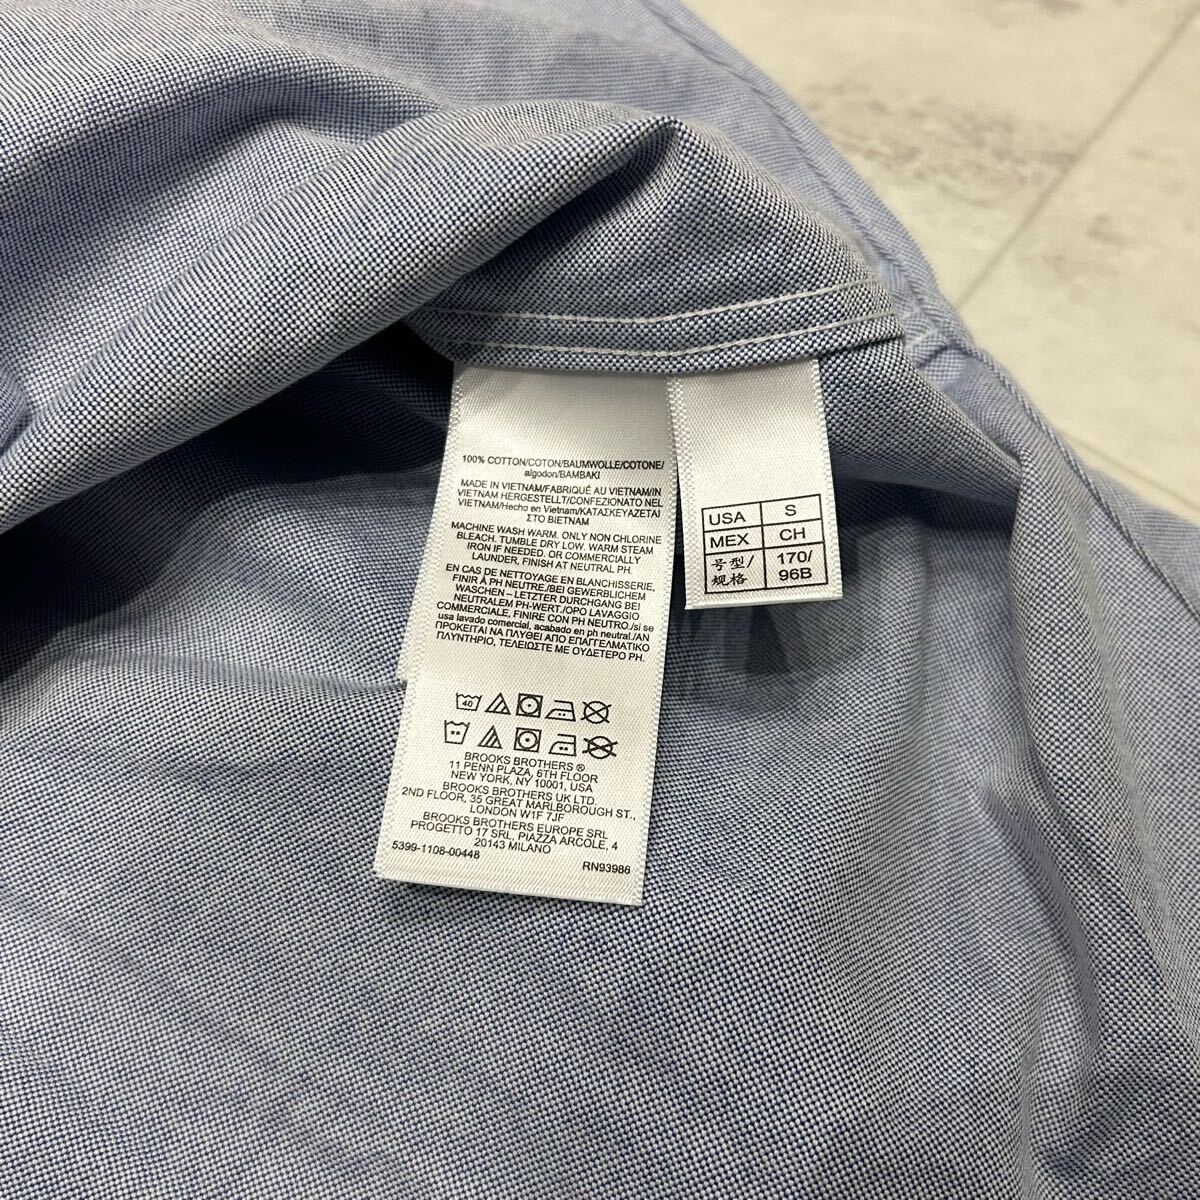 100% COTTON/COTON/BAUMWOLLE/COTONE/
algodon/BAMBAKI
MADE IN VIETNAM/FABRIQUÉ AU VIETNAM/IN
VIETNAM HERGESTELLT/CONFEZIONATO NEL
VIETNAM/Hecho en Vietnam/ΚΑΤΑΣΚΕΥΑΖΕΤΑΙ
ΣΤΟ ΒΙΕΤΝΑΜ
MACHINE WASH WARM. ONLY NON CHLORINE
BLEACH. TUMBLE DRY LOW. WARM STEAM
IRON IF NEEDED. OR COMMERCIALLY
LAUNDER, FINISH AT NEUTRAL PH.
EN CAS DE NETTOYAGE EN BLANCHISSERIE,
FINIR À PH NEUTRE./BEI GEWERBLICHEM
WASCHEN – LETZTER DURCHGANG BEI
NEUTRALEM PH-WERT./OPO LAVAGGIO
COMMERCIALE, FINIRE CON PH NEUTRO./si se
usa lavado comercial, acabado en ph neutral./ΑΝ
ΠΡΟΚΕΙΤΑΙ ΝΑ ΠΛΥΘΕΙ ΑΠΟ ΕΠΑΓΓΕΛΜΑΤΙΚΟ
ΠΛΥΝΤΗΡΙΟ, ΤΕΛΕΙΩΣΤΕ ΜΕ ΟΥΔΕΤΕΡΟ PH.
40
BROOKS BROTHERS ®
11 PENN PLAZA, 6TH FLOOR
NEW YORK, NY 10001, USA
BROOKS BROTHERS UK LTD
2ND FLOOR, 35 GREAT MARLBOROUGH ST.,
LONDON W1F 7JF
BROOKS BROTHERS EUROPE SRL
PROGETTO 17 SRL, PIAZZA ARCOLE, 4
20143 MILANO
5399-1108-00448 RN93986
USA S
MEX CH
号型/ 170/
规格 96B